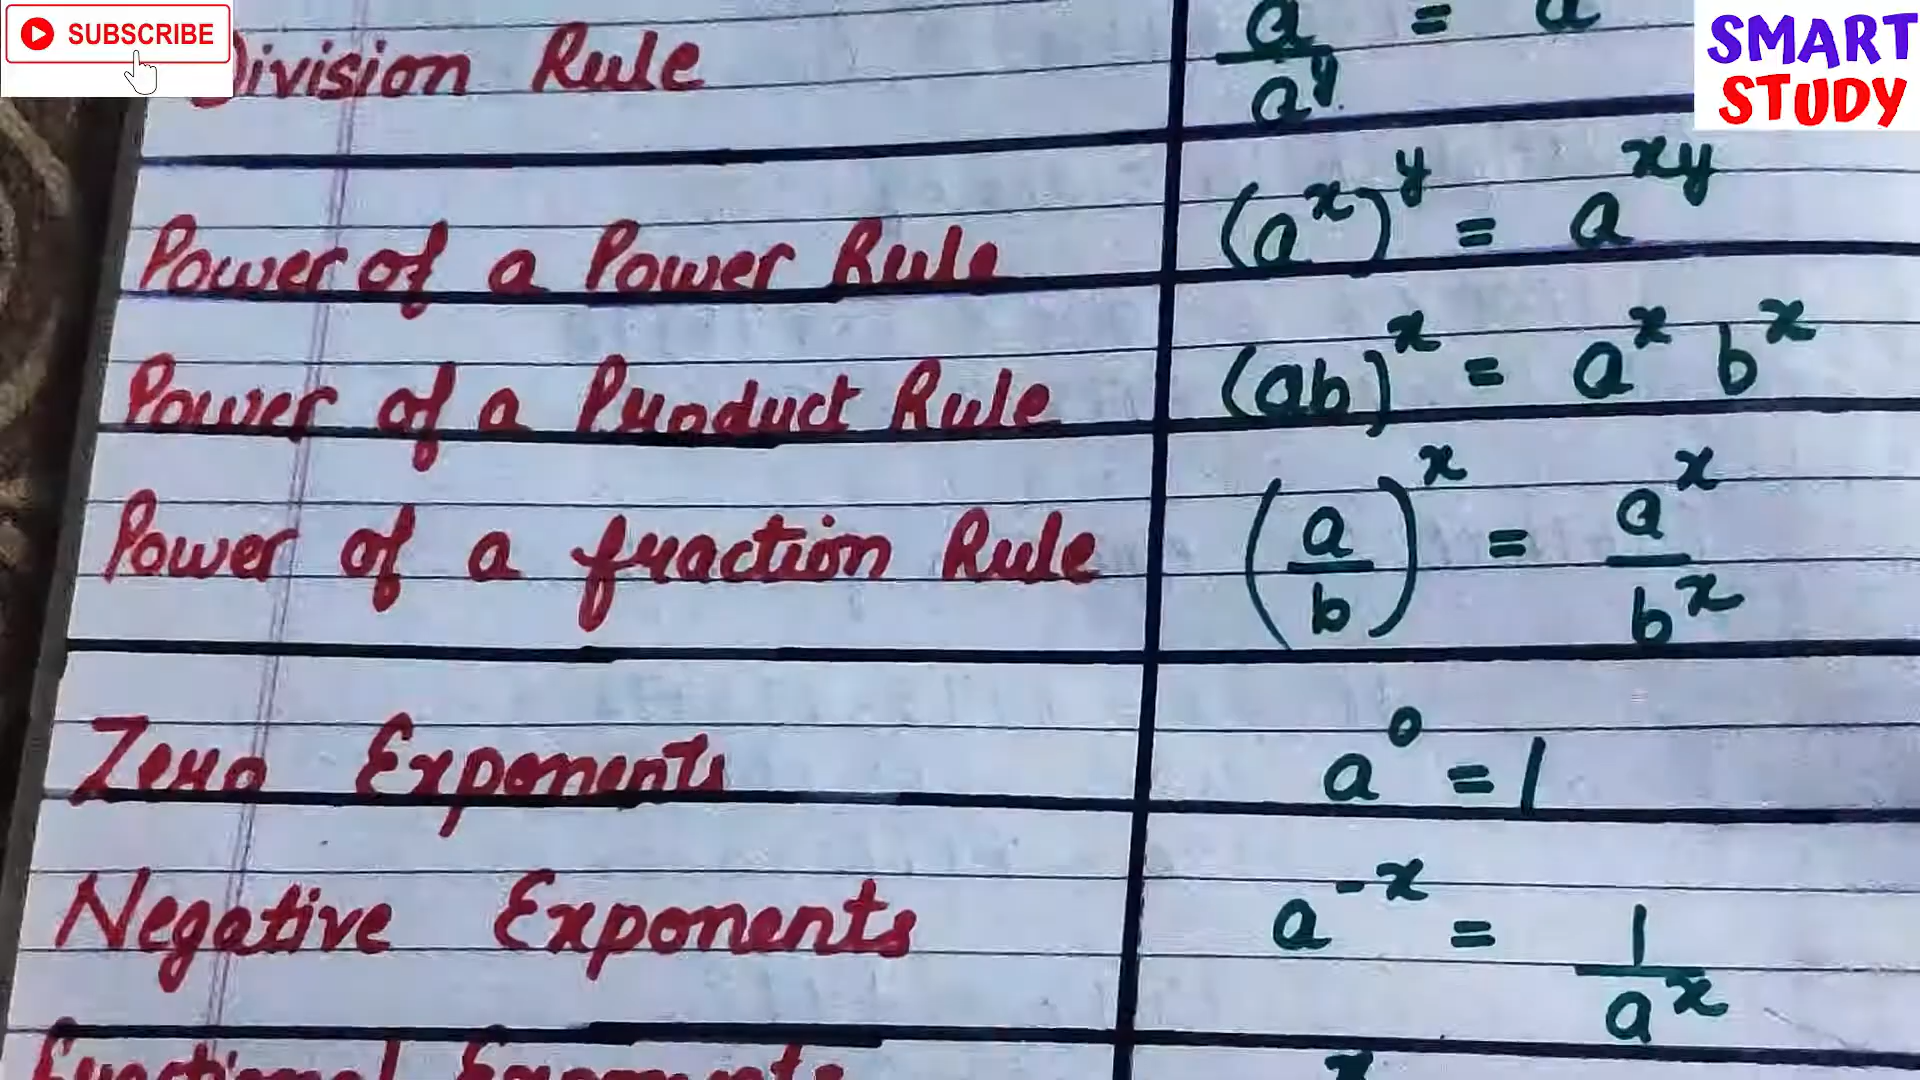 SUBSCRIBE
SMART
STUDY
Division Rule
a/a^y = a
Power of a Power Rule
(a^x)^y = a^xy
Power of a Product Rule
(ab)^x = a^x b^x
Power of a fraction Rule
(a/b)^x = a^x/b^x
Zero Exponents
a^0 = 1
Negative Exponents
a^-x = 1/a^x
Exponents
x